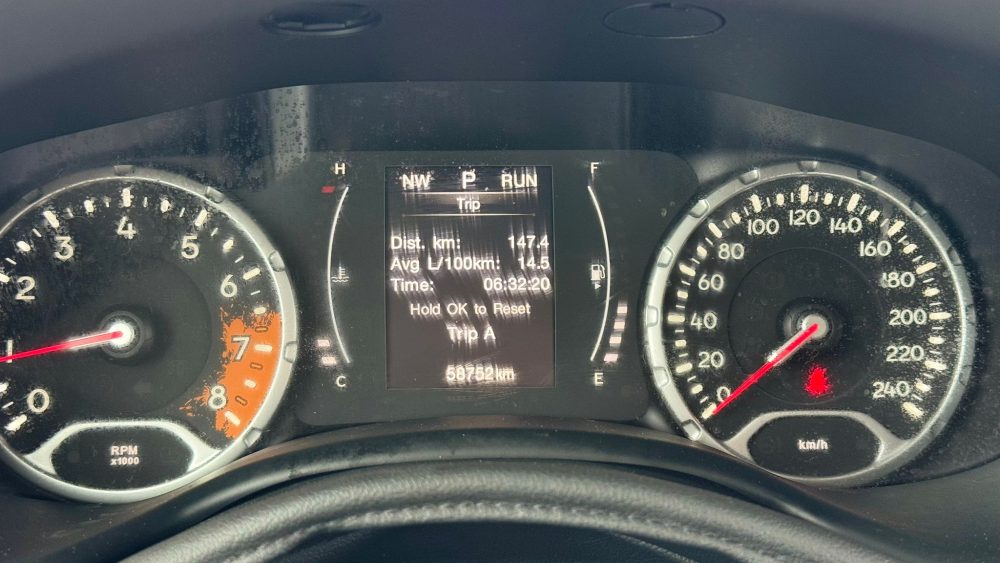 0
2
3
4
5
6
7
8
RPM
x1000
H
C
NW P RUN
Trip
Dist. km: 147.4
Avg L/100km: 14.5
Time: 06:32:20
Hold OK to Reset
Trip A
58752km
F
E
0
20
40
60
80
100
120
140
160
180
200
220
240
km/h